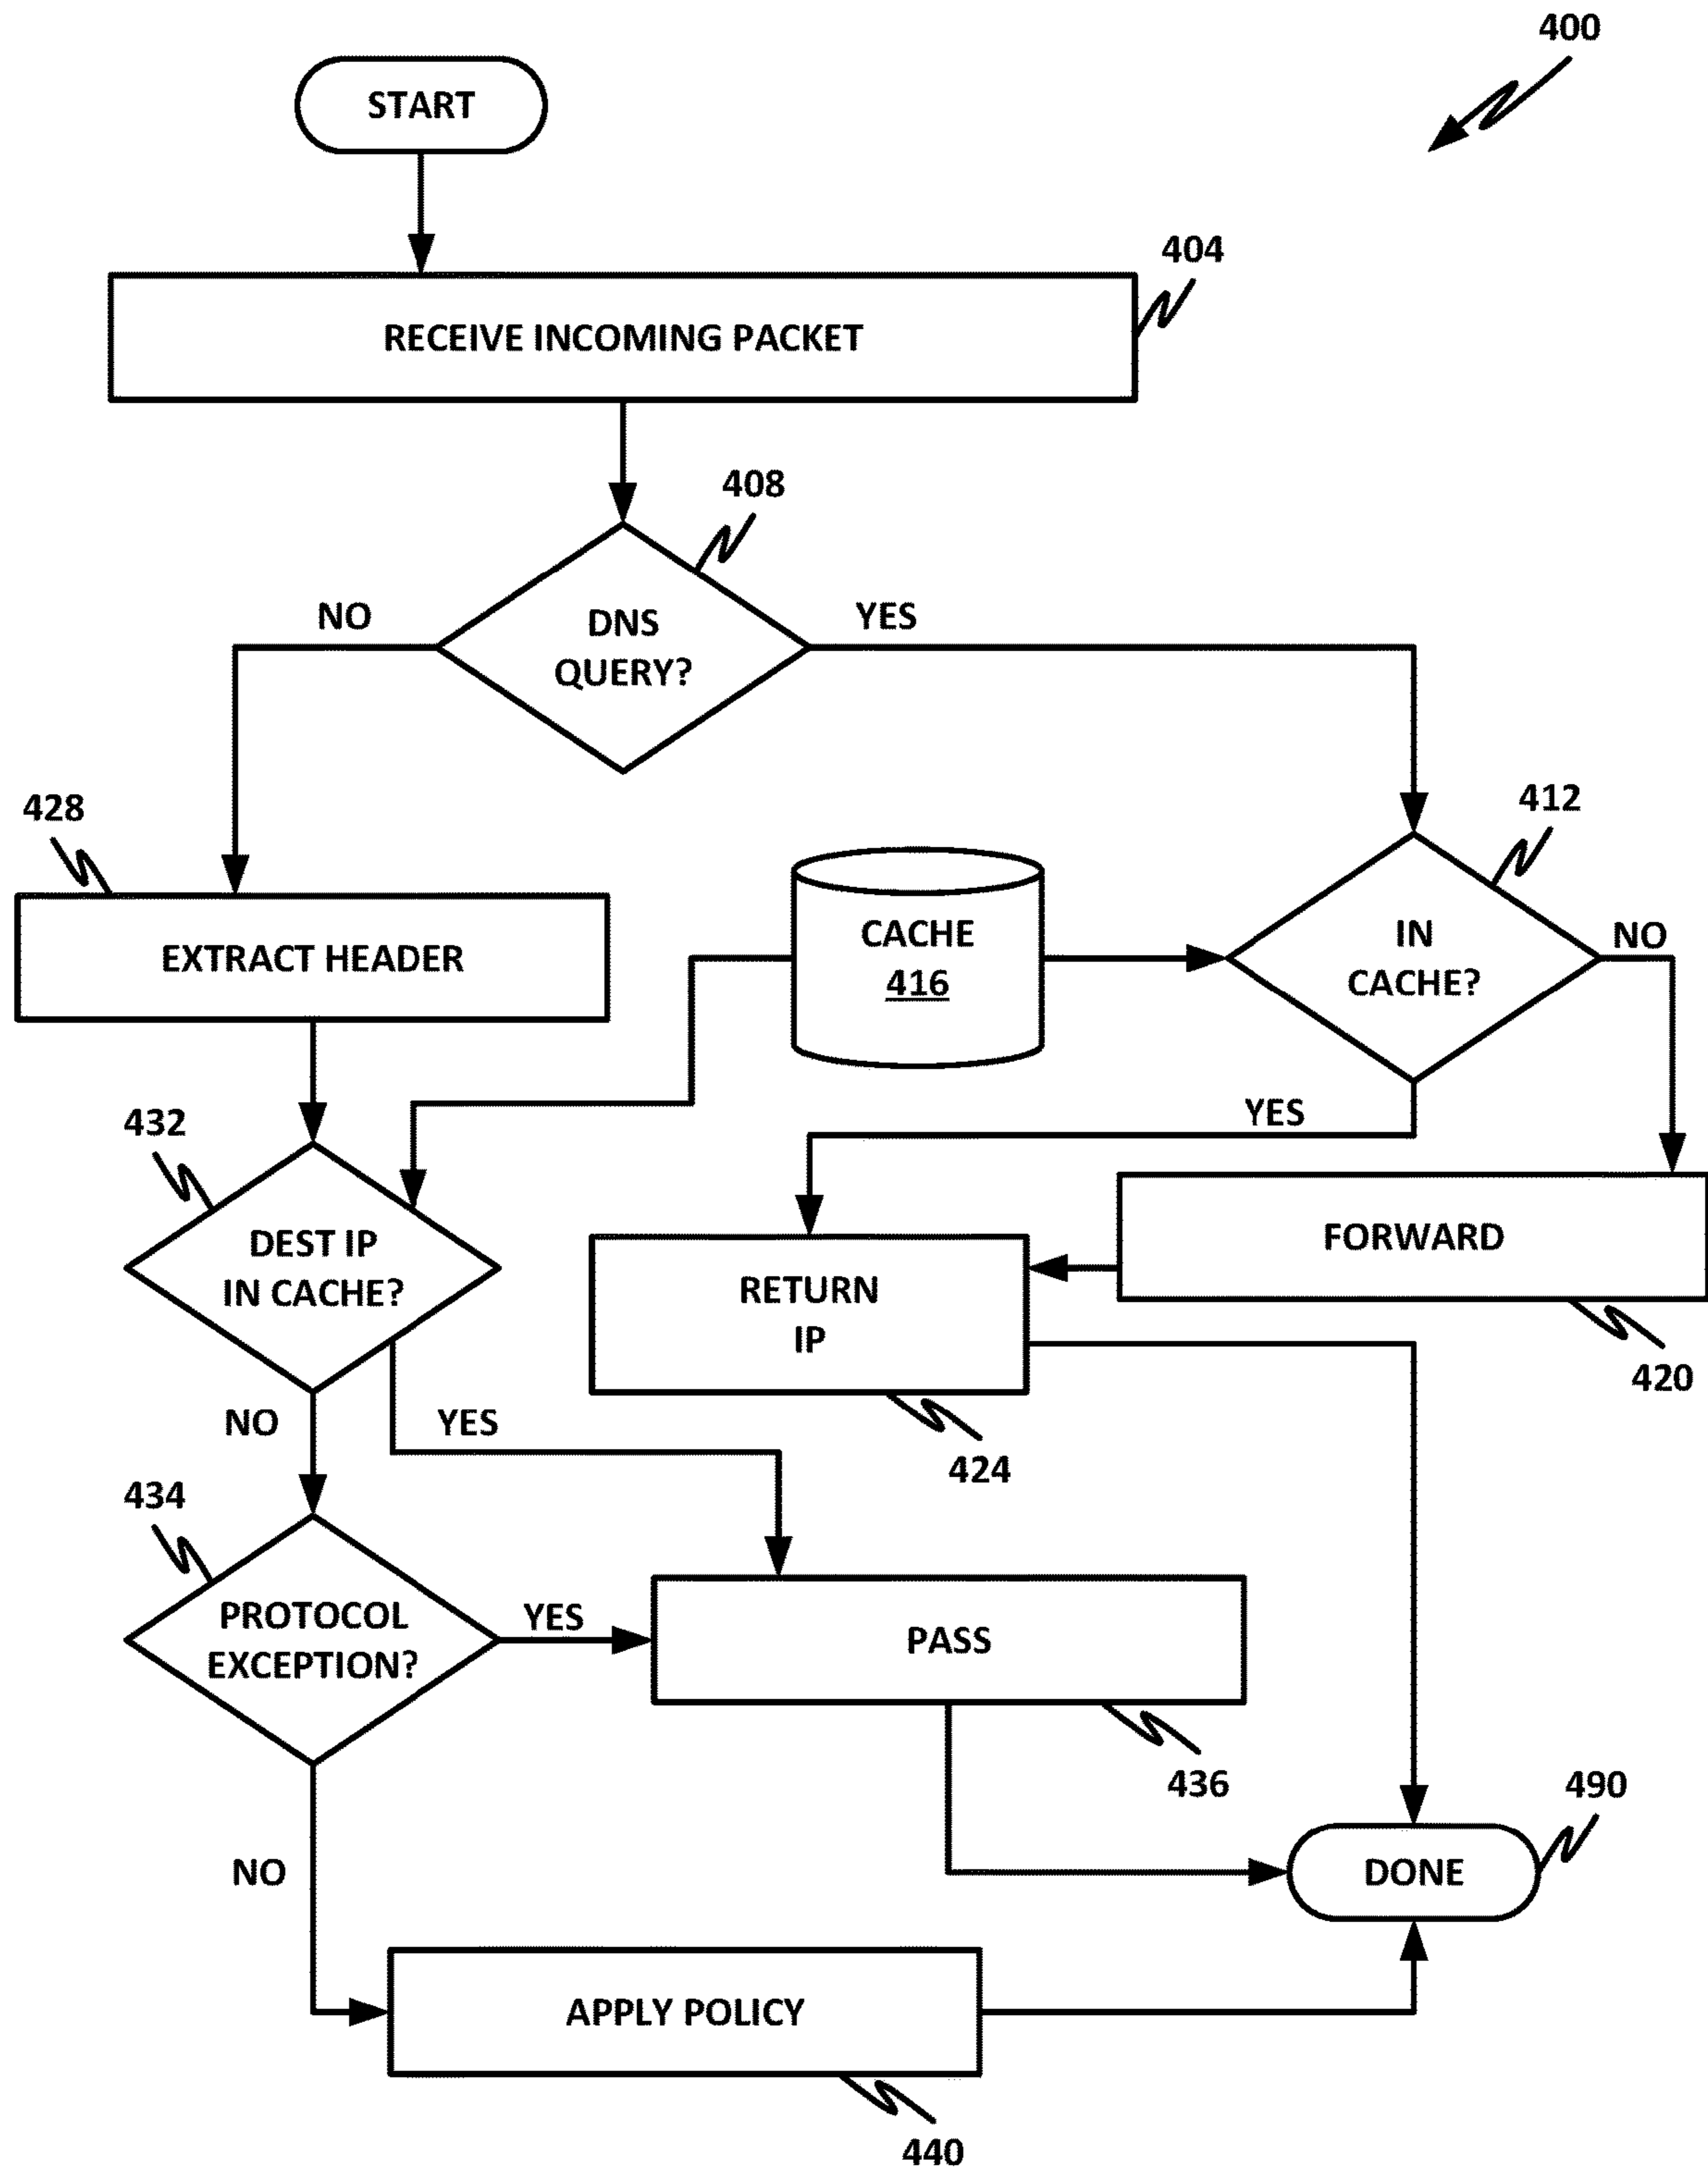 400
START
404
RECEIVE INCOMING PACKET
408
NO
YES
DNS
QUERY?
428
412
EXTRACT HEADER
CACHE
416
IN
CACHE?
NO
YES
432
DEST IP
IN CACHE?
RETURN
IP
FORWARD
420
NO
YES
424
434
PROTOCOL
EXCEPTION?
YES
PASS
436
490
NO
DONE
APPLY POLICY
440